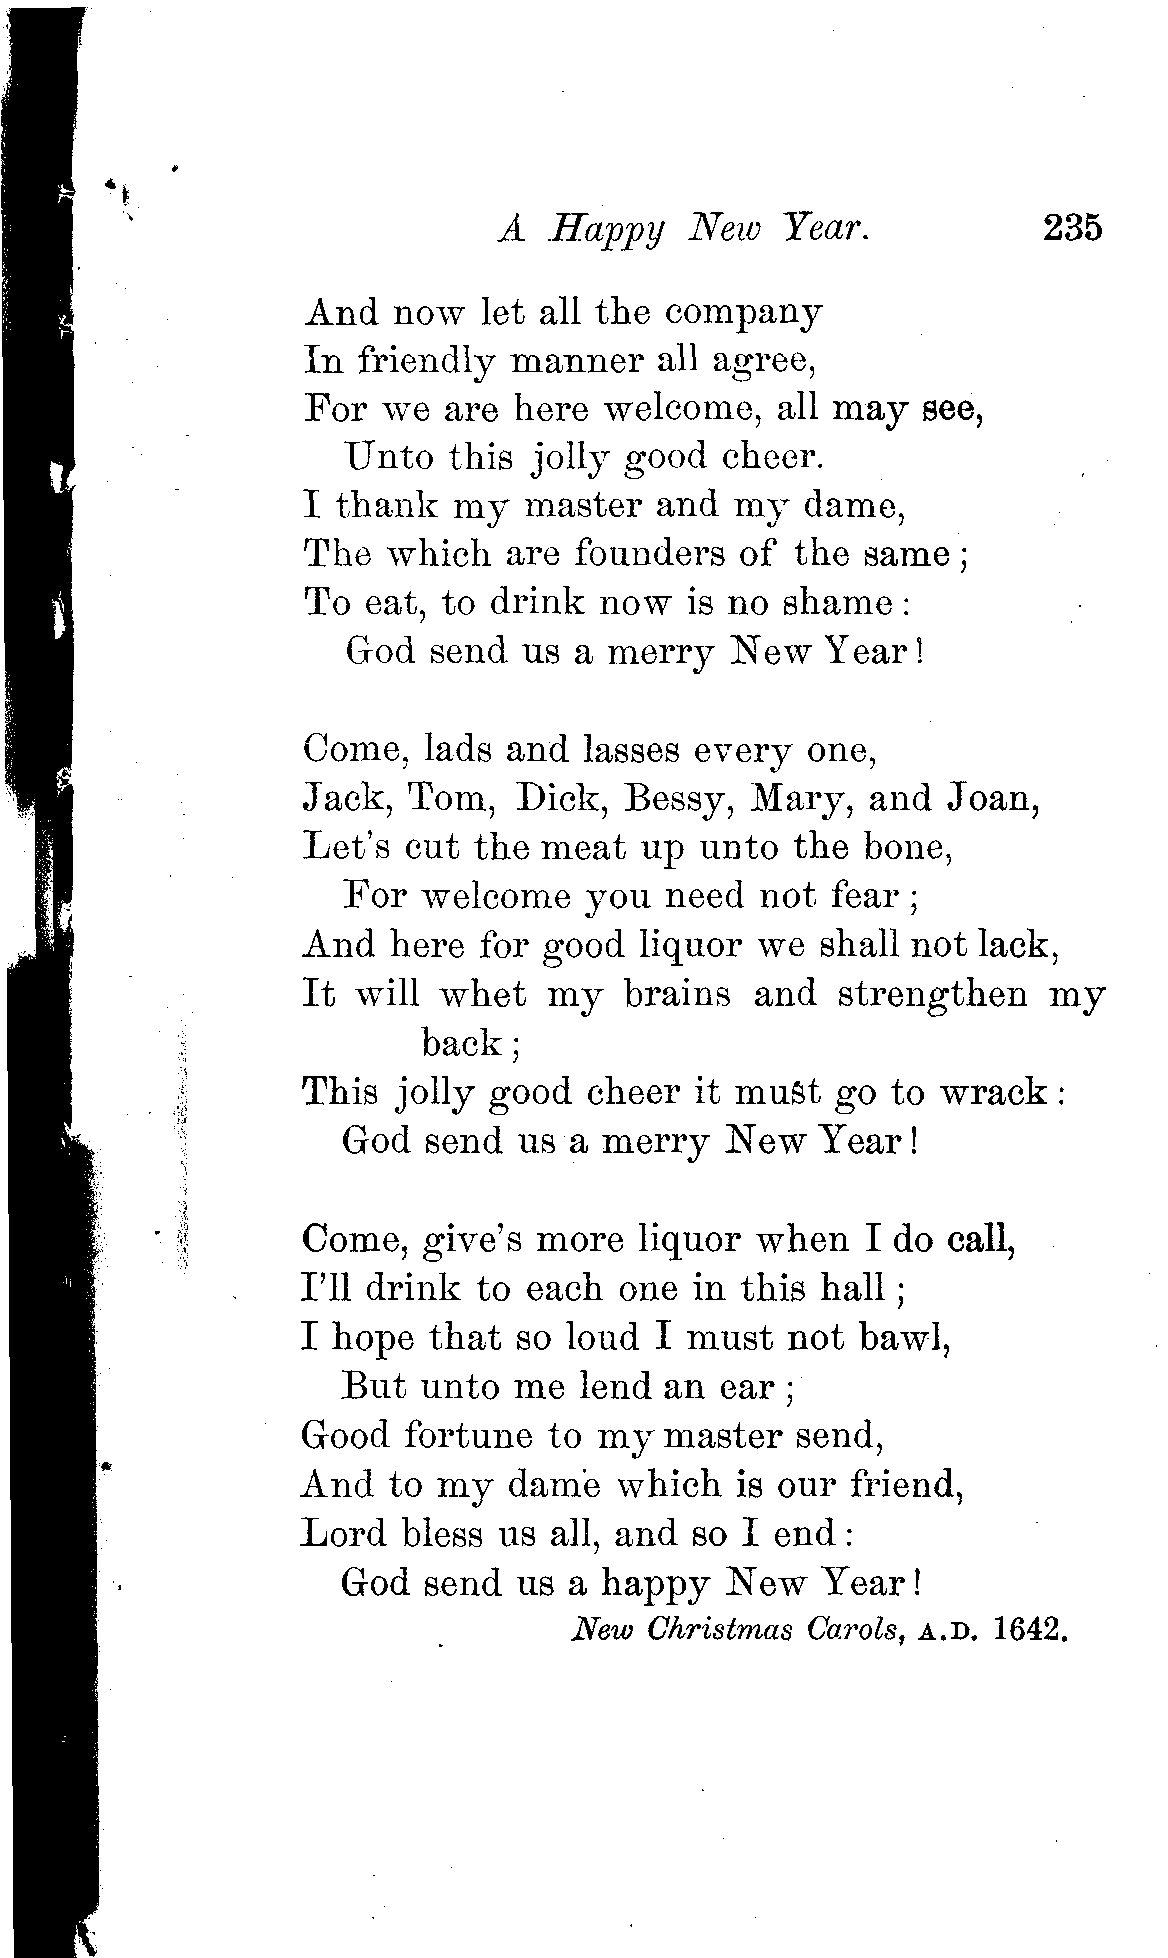 A Happy New Year. 235
And now let all the company
In friendly manner all agree,
For we are here welcome, all may see,
Unto this jolly good cheer.
I thank my master and my dame,
The which are founders of the same ;
To eat, to drink now is no shame :
God send us a merry New Year !
Come, lads and lasses every one,
Jack, Tom, Dick, Bessy, Mary, and Joan,
Let's cut the meat up unto the bone,
For welcome you need not fear ;
And here for good liquor we shall not lack,
It will whet my brains and strengthen my
back ;
This jolly good cheer it must go to wrack :
God send us a merry New Year !
Come, give's more liquor when I do call,
I'll drink to each one in this hall ;
I hope that so loud I must not bawl,
But unto me lend an ear ;
Good fortune to my master send,
And to my dame which is our friend,
Lord bless us all, and so I end :
God send us a happy New Year !
New Christmas Carols, A.D. 1642.